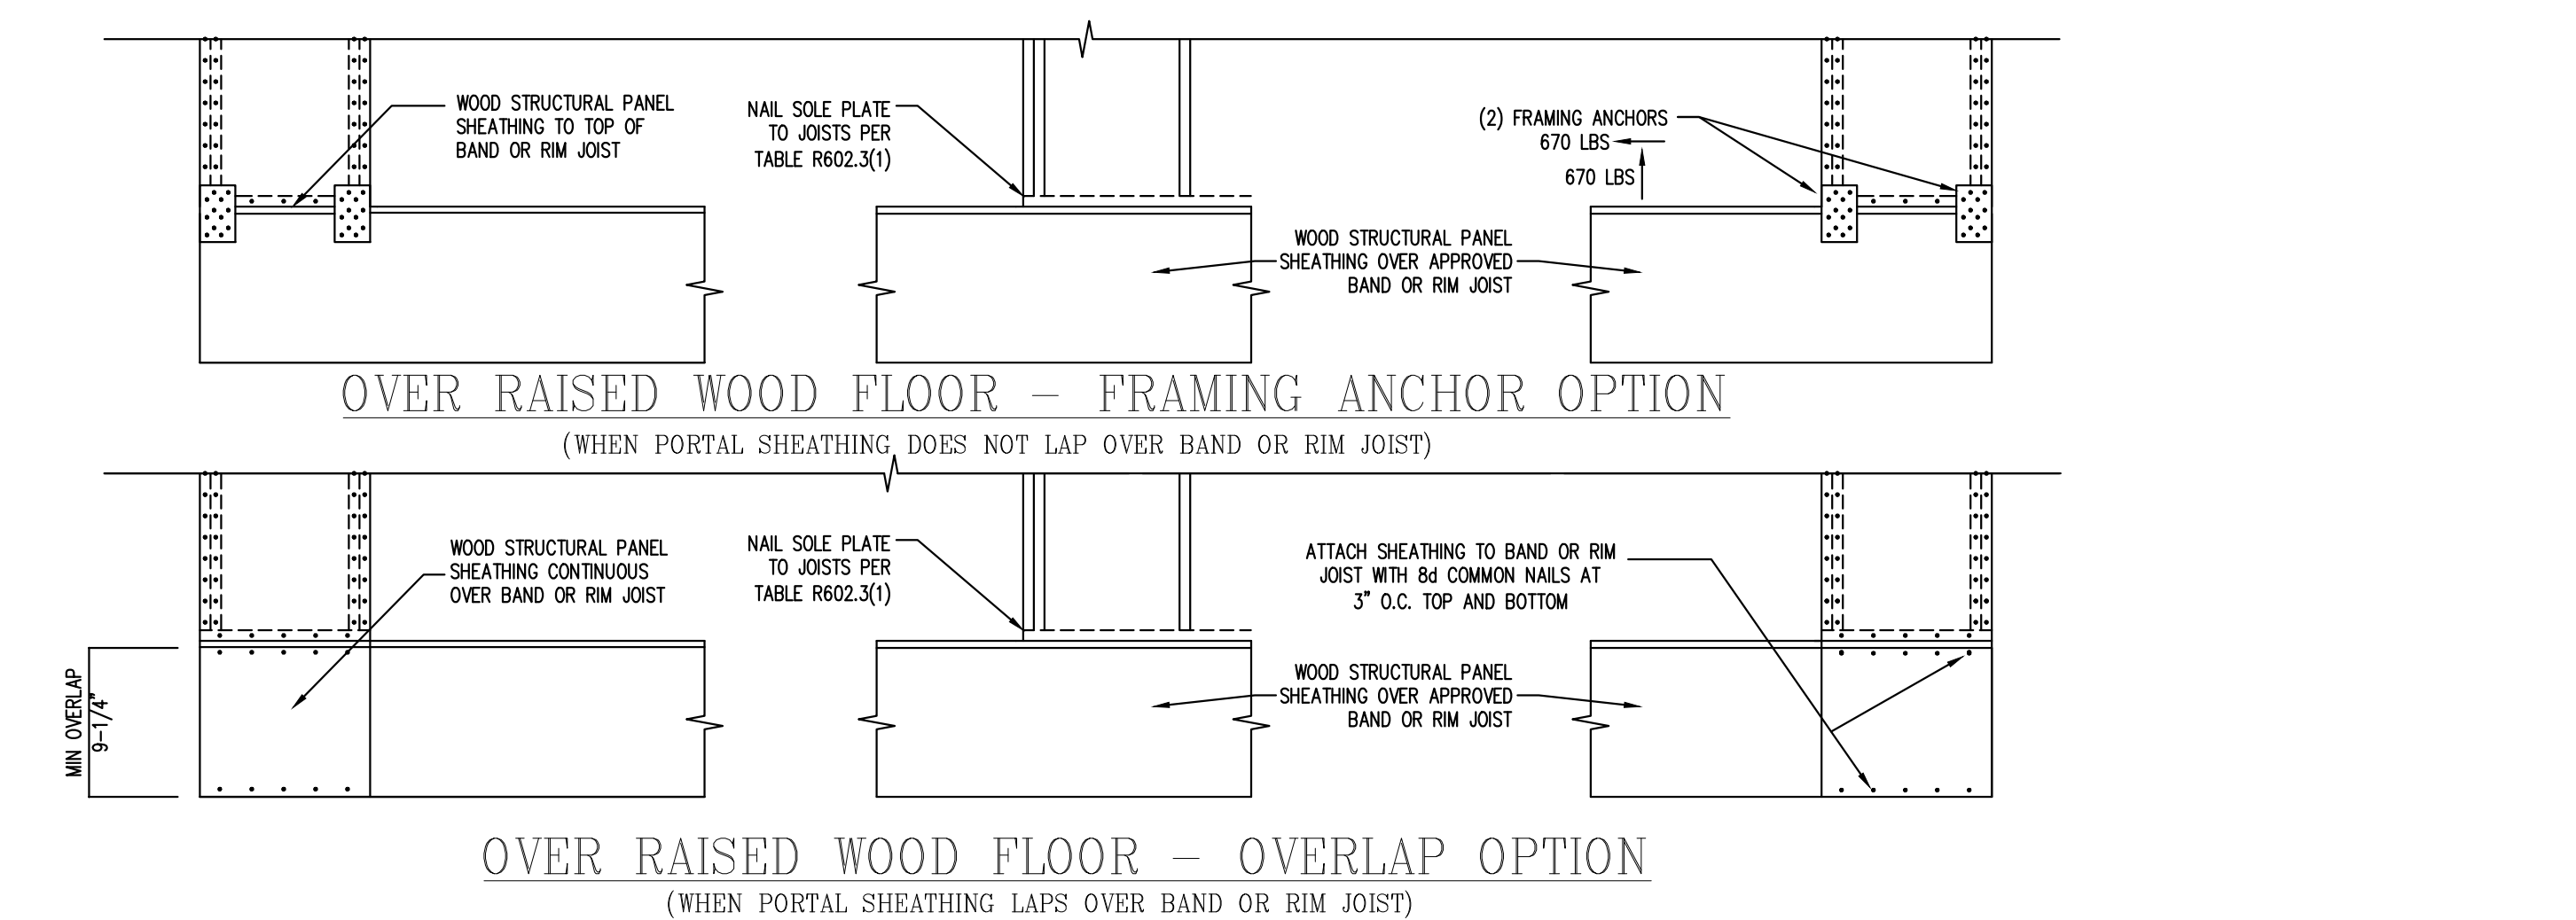 WOOD STRUCTURAL PANEL
SHEATHING TO TOP OF
BAND OR RIM JOIST
NAIL SOLE PLATE
TO JOISTS PER
TABLE R602.3(1)
(2) FRAMING ANCHORS
670 LBS
670 LBS
WOOD STRUCTURAL PANEL
SHEATHING OVER APPROVED
BAND OR RIM JOIST
OVER RAISED WOOD FLOOR - FRAMING ANCHOR OPTION
(WHEN PORTAL SHEATHING DOES NOT LAP OVER BAND OR RIM JOIST)
WOOD STRUCTURAL PANEL
SHEATHING CONTINUOUS
OVER BAND OR RIM JOIST
NAIL SOLE PLATE
TO JOISTS PER
TABLE R602.3(1)
ATTACH SHEATHING TO BAND OR RIM
JOIST WITH 8d COMMON NAILS AT
3" O.C. TOP AND BOTTOM
WOOD STRUCTURAL PANEL
SHEATHING OVER APPROVED
BAND OR RIM JOIST
MIN OVERLAP
9-1/4"
OVER RAISED WOOD FLOOR - OVERLAP OPTION
(WHEN PORTAL SHEATHING LAPS OVER BAND OR RIM JOIST)